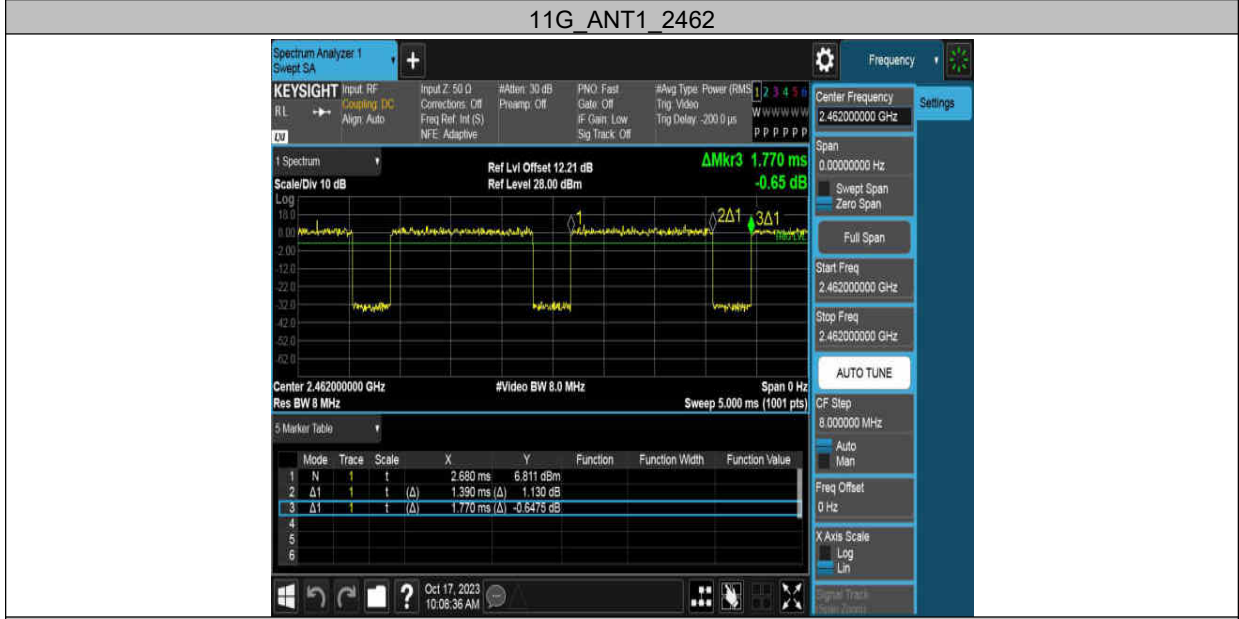 11G_ANT1_2462
Spectrum Analyzer 1
Swept SA
+
Frequency
KEYSIGHT
RL
LXI
Input: RF
Coupling: DC
Align: Auto
Input Z: 50 Ω
Corrections: Off
Freq Ref: Int (S)
NFE: Adaptive
#Atten: 30 dB
Preamp: Off
PNO: Fast
Gate: Off
IF Gain: Low
Sig Track: Off
#Avg Type: Power (RMS
Trig: Video
Trig Delay: -200.0 µs
1 2 3 4 5 6
W W W W W W
P P P P P P
1 Spectrum
Scale/Div 10 dB
Ref Lvl Offset 12.21 dB
Ref Level 28.00 dBm
ΔMkr3 1.770 ms
-0.65 dB
Log
18.0
8.00
-2.00
-12.0
-22.0
-32.0
-42.0
-52.0
-62.0
1
2Δ1
3Δ1
Center 2.462000000 GHz
Res BW 8 MHz
#Video BW 8.0 MHz
Span 0 Hz
Sweep 5.000 ms (1001 pts)
5 Marker Table
Mode Trace Scale X Y Function Function Width Function Value
1 N 1 t 2.680 ms 6.811 dBm
2 Δ1 1 t (Δ) 1.390 ms (Δ) 1.130 dB
3 Δ1 1 t (Δ) 1.770 ms (Δ) -0.6475 dB
4
5
6
?
Oct 17, 2023
10:08:36 AM
Center Frequency
2.462000000 GHz
Settings
Span
0.00000000 Hz
Swept Span
Zero Span
Full Span
Start Freq
2.462000000 GHz
Stop Freq
2.462000000 GHz
AUTO TUNE
CF Step
8.000000 MHz
Auto
Man
Freq Offset
0 Hz
X Axis Scale
Log
Lin
Signal Track
(Span Zoom)